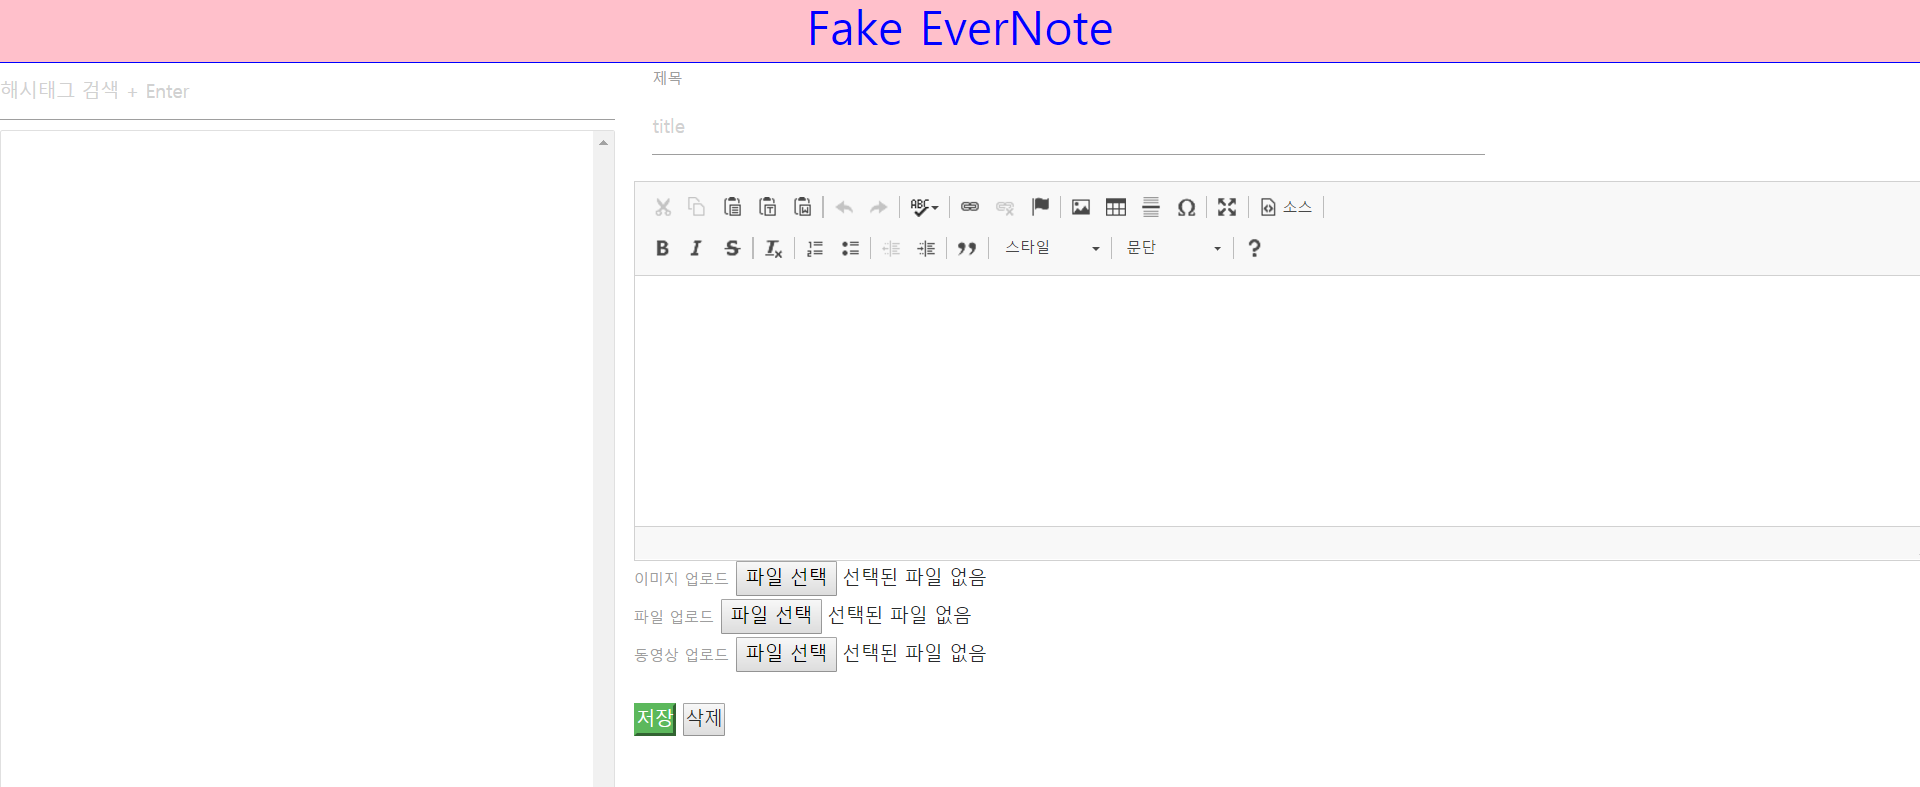 Fake EverNote
해시태그 검색 + Enter
제목
title
ABC 소스
B I S Tx 스타일 문단 ?
이미지 업로드 파일 선택 선택된 파일 없음
파일 업로드 파일 선택 선택된 파일 없음
동영상 업로드 파일 선택 선택된 파일 없음
저장 삭제